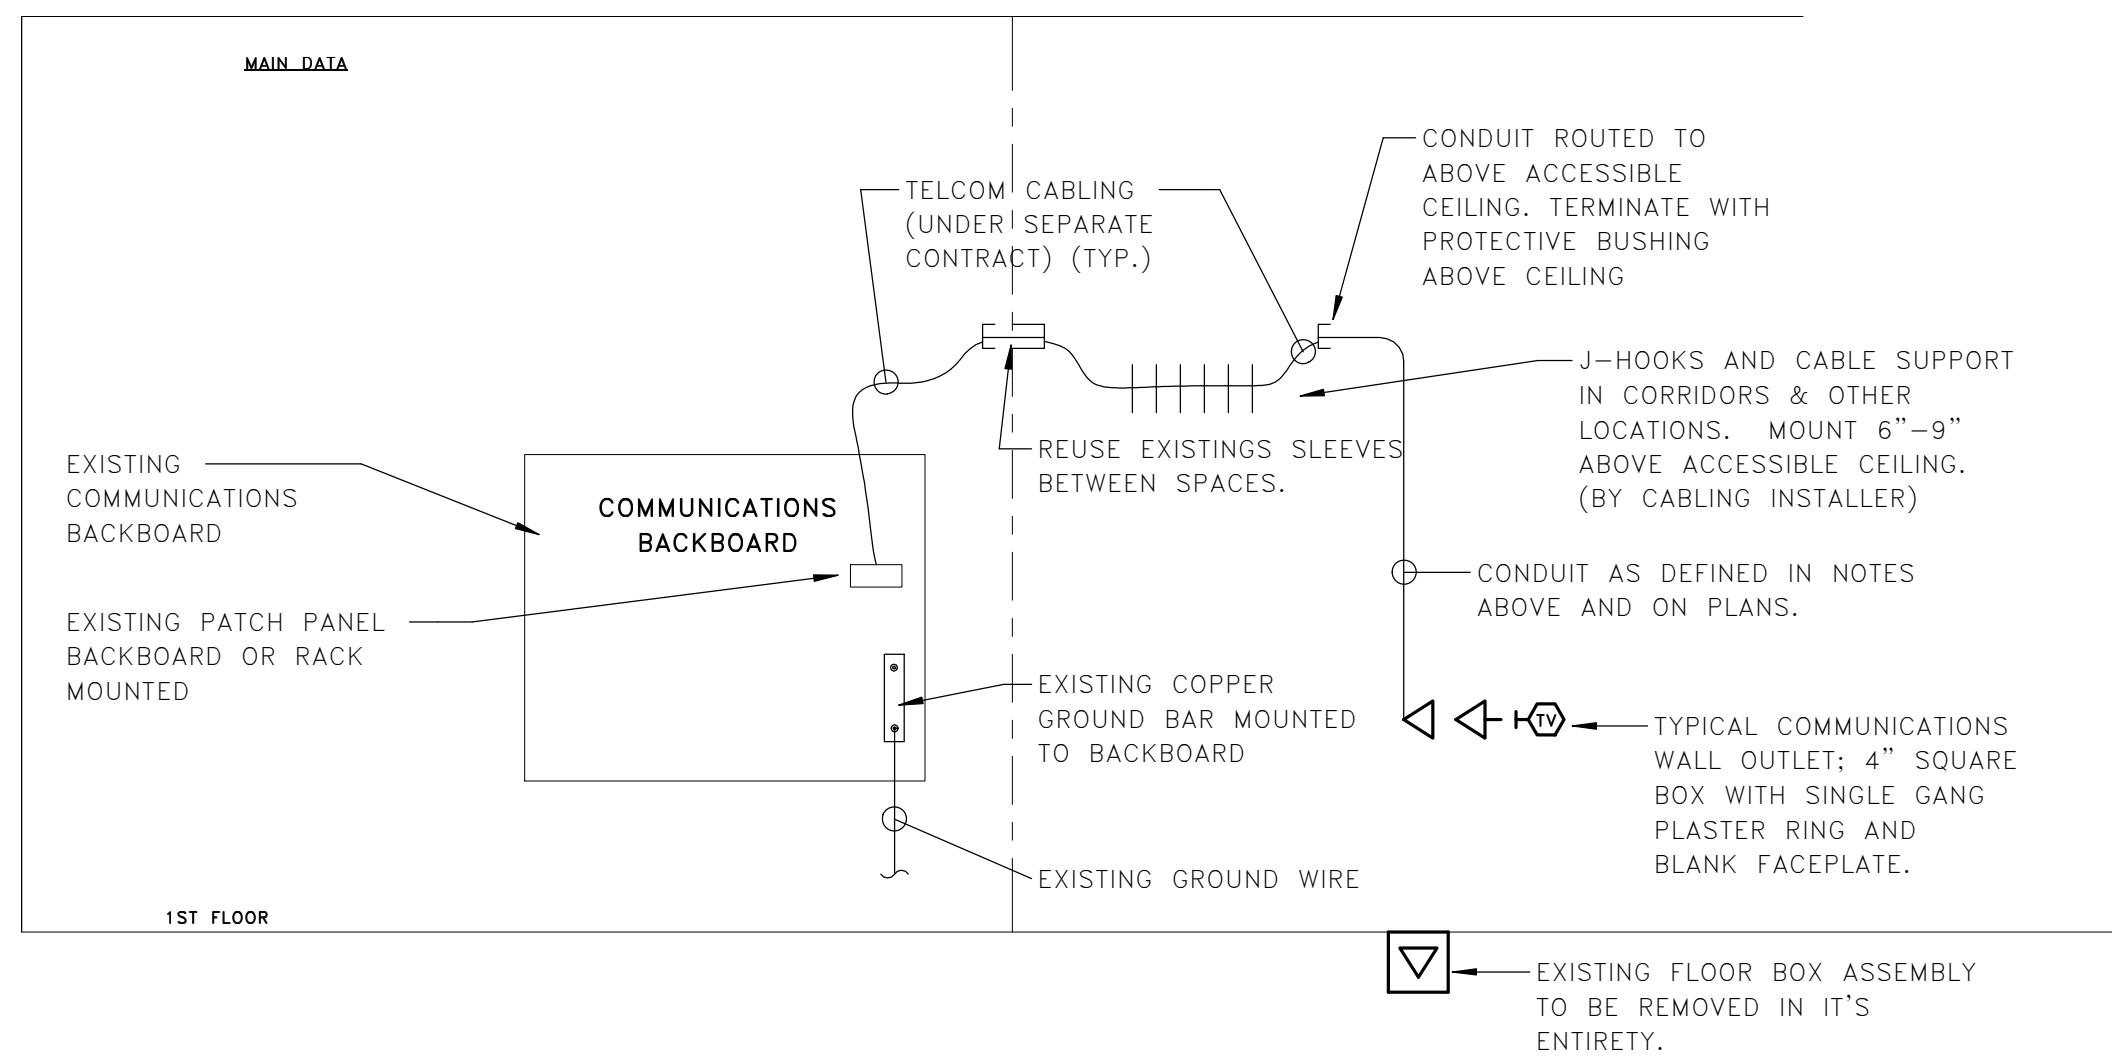 MAIN DATA
CONDUIT ROUTED TO
ABOVE ACCESSIBLE
CEILING. TERMINATE WITH
PROTECTIVE BUSHING
ABOVE CEILING
TELCOM CABLING
(UNDER SEPARATE
CONTRACT) (TYP.)
J-HOOKS AND CABLE SUPPORT
IN CORRIDORS & OTHER
LOCATIONS. MOUNT 6"-9"
ABOVE ACCESSIBLE CEILING.
(BY CABLING INSTALLER)
REUSE EXISTINGS SLEEVES
BETWEEN SPACES.
EXISTING
COMMUNICATIONS
BACKBOARD
COMMUNICATIONS
BACKBOARD
CONDUIT AS DEFINED IN NOTES
ABOVE AND ON PLANS.
EXISTING PATCH PANEL
BACKBOARD OR RACK
MOUNTED
EXISTING COPPER
GROUND BAR MOUNTED
TO BACKBOARD
TV
TYPICAL COMMUNICATIONS
WALL OUTLET; 4" SQUARE
BOX WITH SINGLE GANG
PLASTER RING AND
BLANK FACEPLATE.
EXISTING GROUND WIRE
1ST FLOOR
EXISTING FLOOR BOX ASSEMBLY
TO BE REMOVED IN IT'S
ENTIRETY.